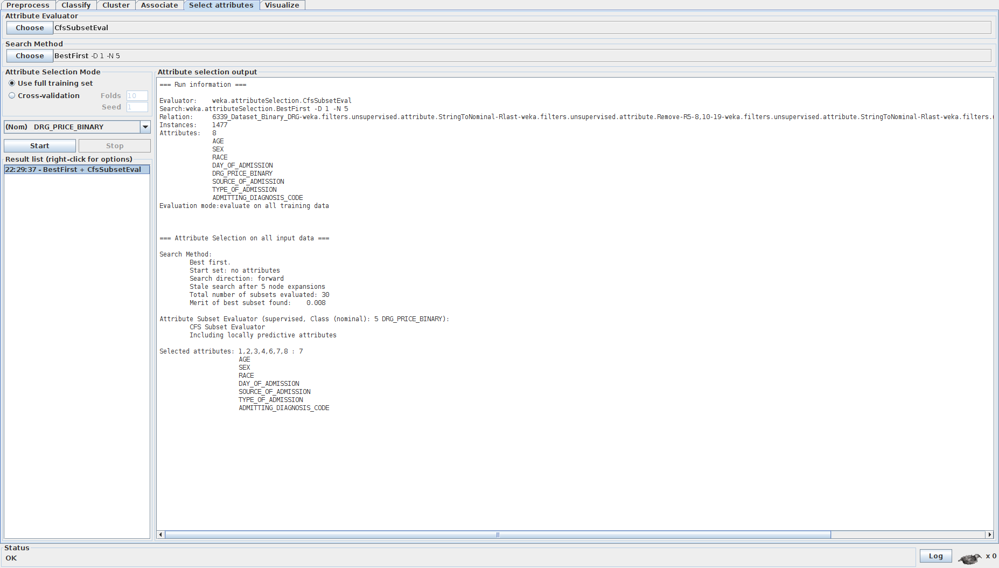 Preprocess Classify Cluster Associate Select attributes Visualize
Attribute Evaluator
Choose CfsSubsetEval
Search Method
Choose BestFirst -D 1 -N 5
Attribute Selection Mode
Use full training set
Cross-validation Folds 10
Seed 1
(Nom) DRG_PRICE_BINARY
Start Stop
Result list (right-click for options)
22:29:37 - BestFirst + CfsSubsetEval
Attribute selection output
=== Run information ===
Evaluator: weka.attributeSelection.CfsSubsetEval
Search:weka.attributeSelection.BestFirst -D 1 -N 5
Relation: 6339_Dataset_Binary_DRG-weka.filters.unsupervised.attribute.StringToNominal-Rlast-weka.filters.unsupervised.attribute.Remove-R5-8,10-19-weka.filters.unsupervised.attribute.StringToNominal-Rlast-weka.filters.
Instances: 1477
Attributes: 8
AGE
SEX
RACE
DAY_OF_ADMISSION
DRG_PRICE_BINARY
SOURCE_OF_ADMISSION
TYPE_OF_ADMISSION
ADMITTING_DIAGNOSIS_CODE
Evaluation mode:evaluate on all training data
=== Attribute Selection on all input data ===
Search Method:
Best first.
Start set: no attributes
Search direction: forward
Stale search after 5 node expansions
Total number of subsets evaluated: 30
Merit of best subset found: 0.008
Attribute Subset Evaluator (supervised, Class (nominal): 5 DRG_PRICE_BINARY):
CFS Subset Evaluator
Including locally predictive attributes
Selected attributes: 1,2,3,4,6,7,8 : 7
AGE
SEX
RACE
DAY_OF_ADMISSION
SOURCE_OF_ADMISSION
TYPE_OF_ADMISSION
ADMITTING_DIAGNOSIS_CODE
Status
OK
Log x 0